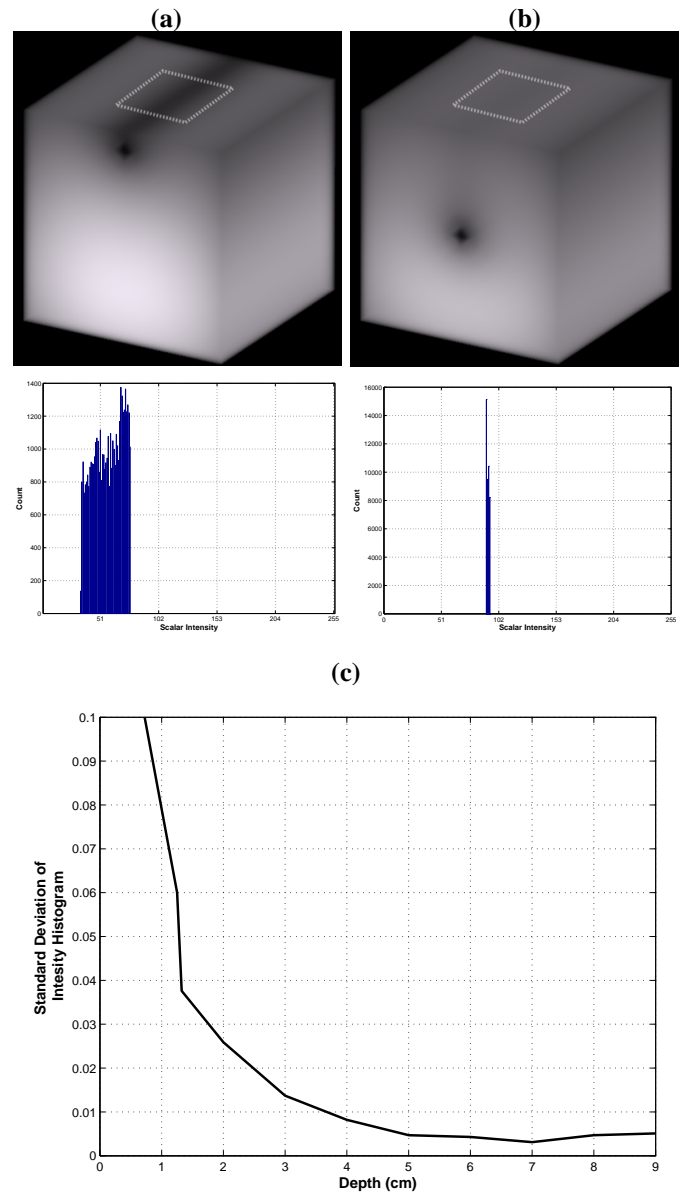 (a) (b)
1400
1200
1000
800
600
400
200
0
Count
51 102 153 204 255
Scalar Intensity
16000
14000
12000
10000
8000
6000
4000
2000
0
Count
0 51 102 153 204 255
Scalar Intensity
(c)
0.1
0.09
0.08
0.07
0.06
0.05
0.04
0.03
0.02
0.01
0
Standard Deviation of
Intesity Histogram
0 1 2 3 4 5 6 7 8 9
Depth (cm)